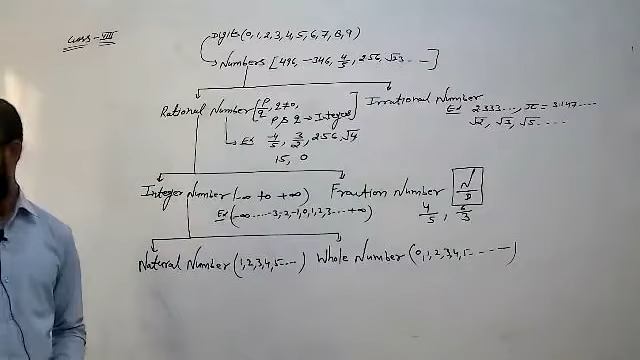 Class - VIII
Digits (0, 1, 2, 3, 4, 5, 6, 7, 8, 9)
Numbers [496, -346, 4/5, 256, √23 ... -]
Rational Number [P/q, q≠0, P, & q → Integer]
Irrational Number
Ex 2.333..., π = 3.147....
√2, √3, √5 ....
Ex 4/5, 3/2, 256, √4
15, 0
Integer Number (-∞ to +∞)
Fraction Number N/D
Ex (-∞ .....-3,-2,-1,0,1,2,3....+∞)
4/5, 6/3
Natural Number (1,2,3,4,5-...) Whole Number (0,1,2,3,4,5- - - - -)